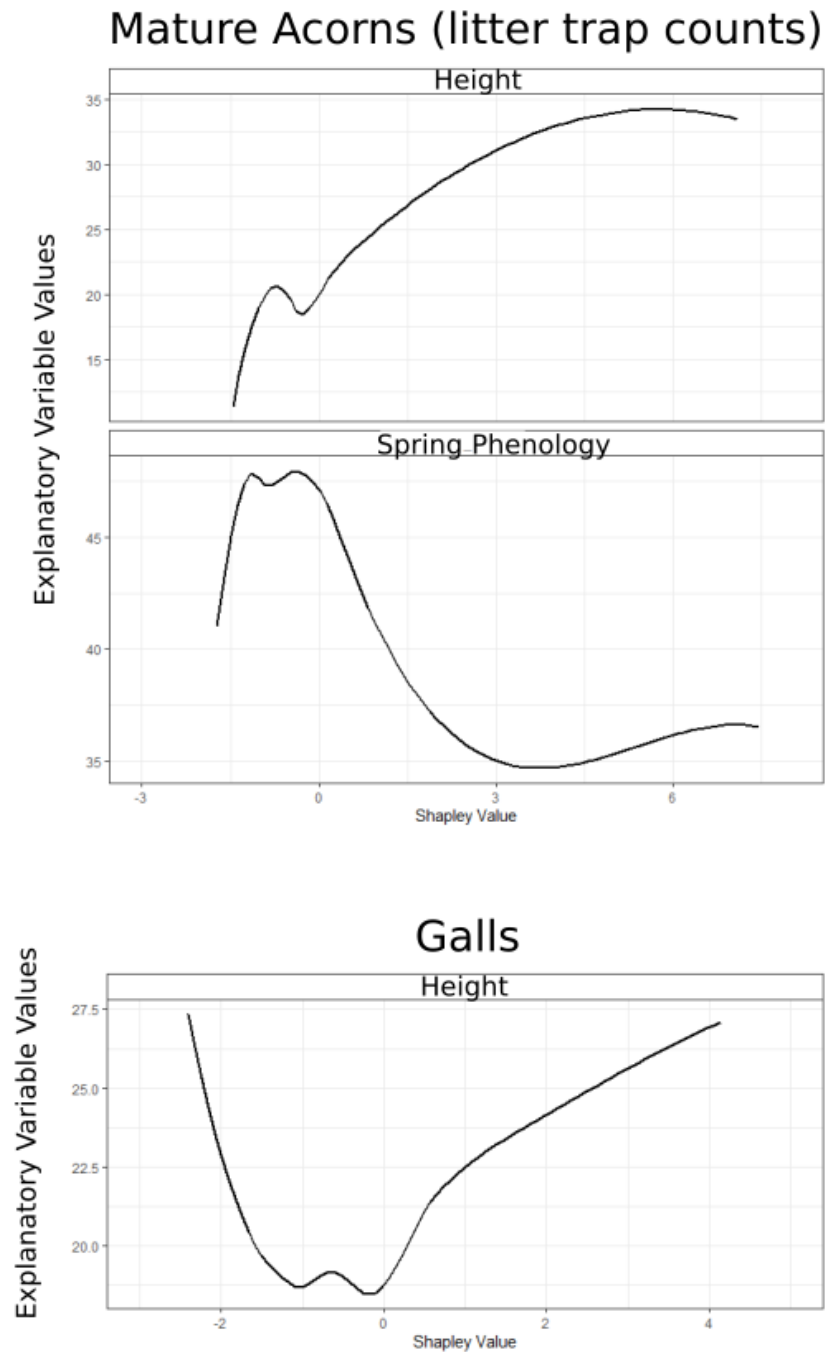 Mature Acorns (litter trap counts)
Height
35
30
25
20
15
Explanatory Variable Values
Spring Phenology
45
40
35
-3 0 3 6
Shapley Value
Galls
Height
27.5
25.0
22.5
20.0
Explanatory Variable Values
-2 0 2 4
Shapley Value